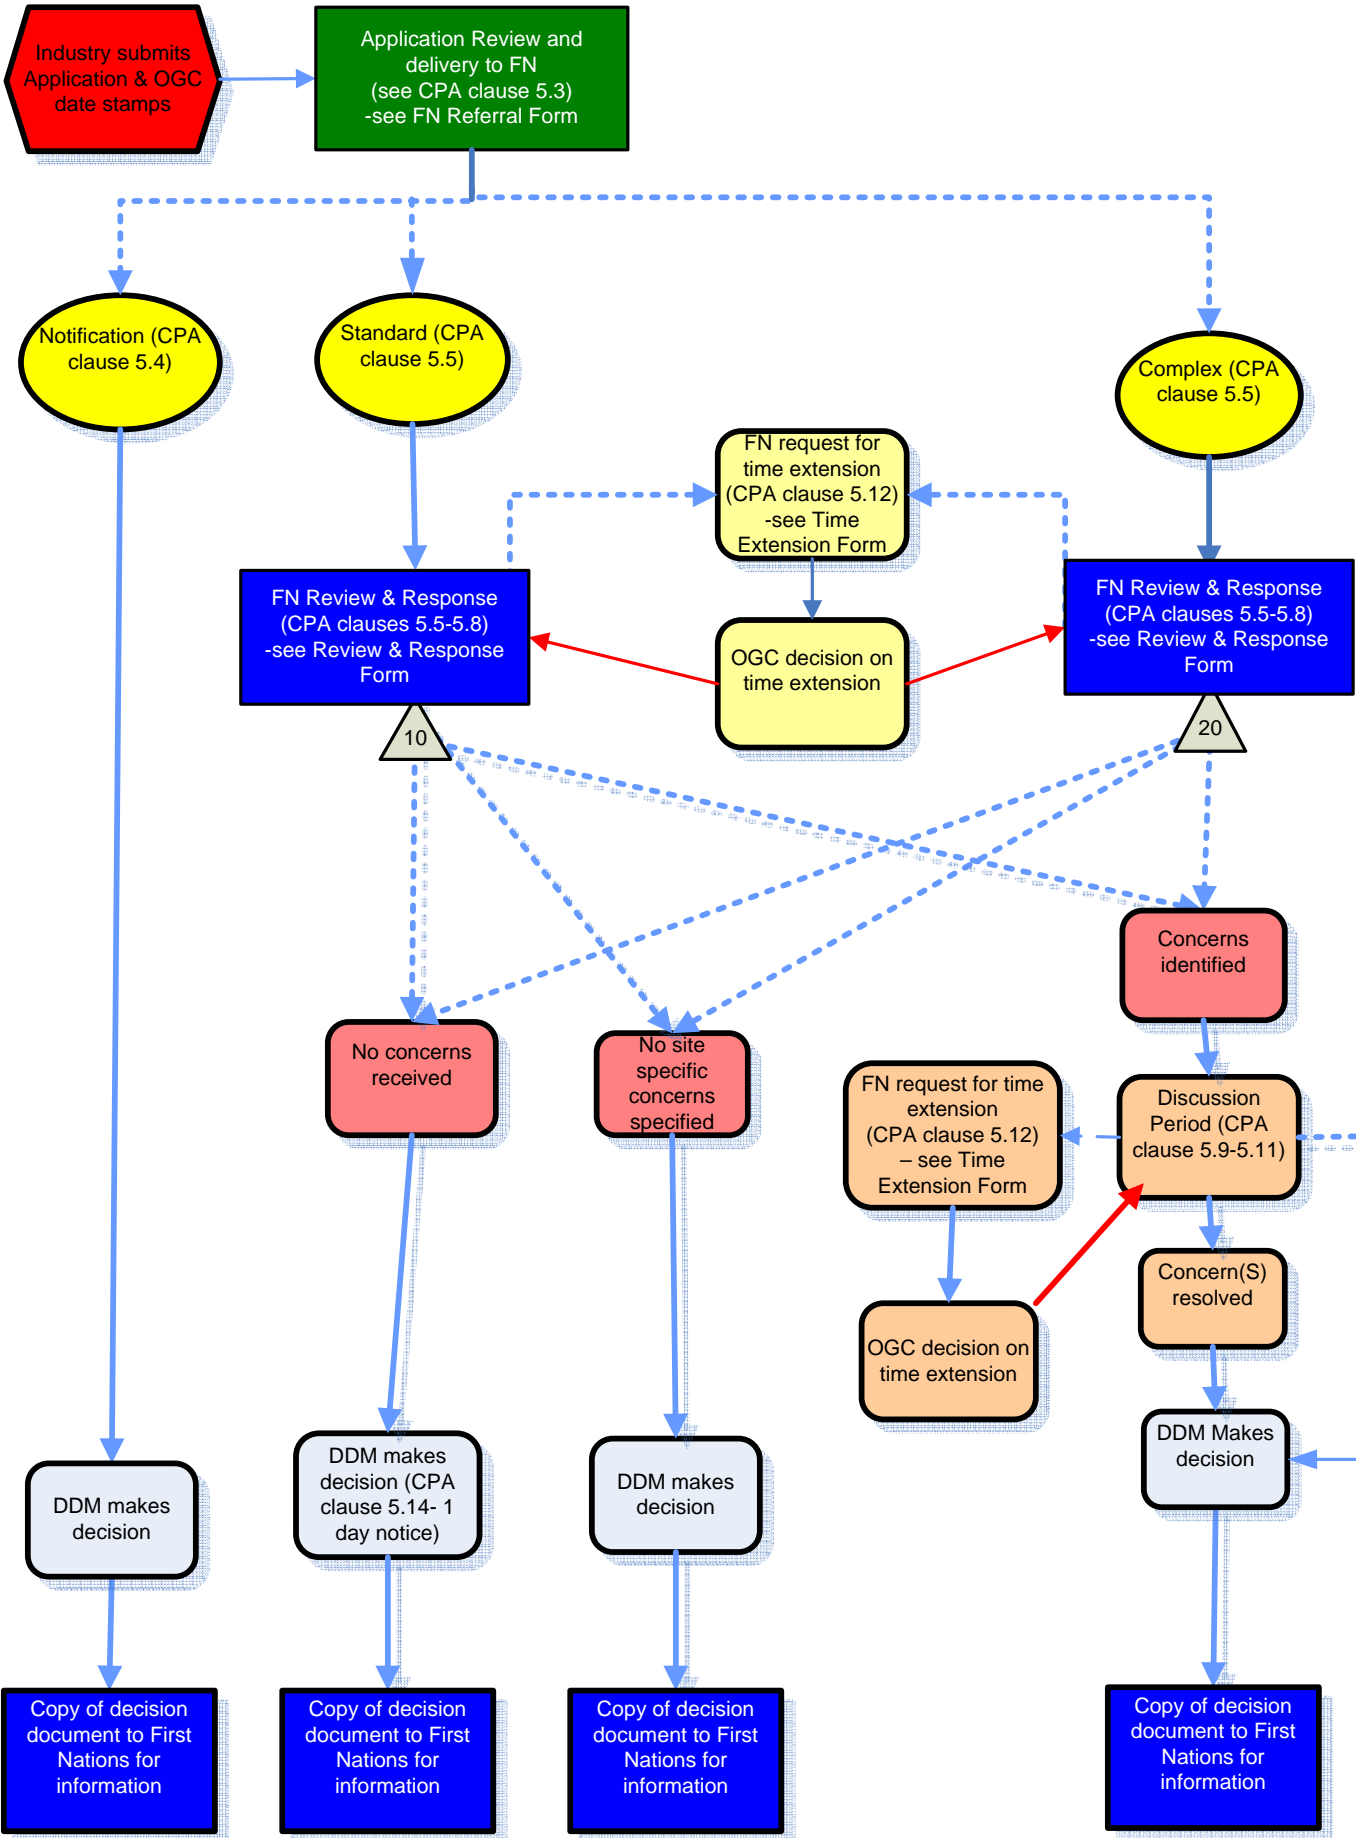 Industry submits
Application & OGC
date stamps
Application Review and
delivery to FN
(see CPA clause 5.3)
-see FN Referral Form
Notification (CPA
clause 5.4)
Standard (CPA
clause 5.5)
Complex (CPA
clause 5.5)
FN request for
time extension
(CPA clause 5.12)
-see Time
Extension Form
FN Review & Response
(CPA clauses 5.5-5.8)
-see Review & Response
Form
OGC decision on
time extension
FN Review & Response
(CPA clauses 5.5-5.8)
-see Review & Response
Form
10
20
Concerns
identified
No concerns
received
No site
specific
concerns
specified
FN request for time
extension
(CPA clause 5.12)
– see Time
Extension Form
Discussion
Period (CPA
clause 5.9-5.11)
Concern(S)
resolved
OGC decision on
time extension
DDM makes
decision
DDM makes
decision (CPA
clause 5.14- 1
day notice)
DDM makes
decision
DDM Makes
decision
Copy of decision
document to First
Nations for
information
Copy of decision
document to First
Nations for
information
Copy of decision
document to First
Nations for
information
Copy of decision
document to First
Nations for
information